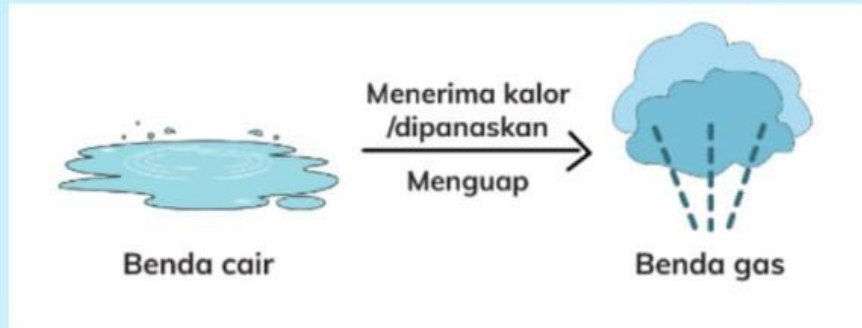 Menerima kalor
/dipanaskan
Menguap
Benda cair
Benda gas